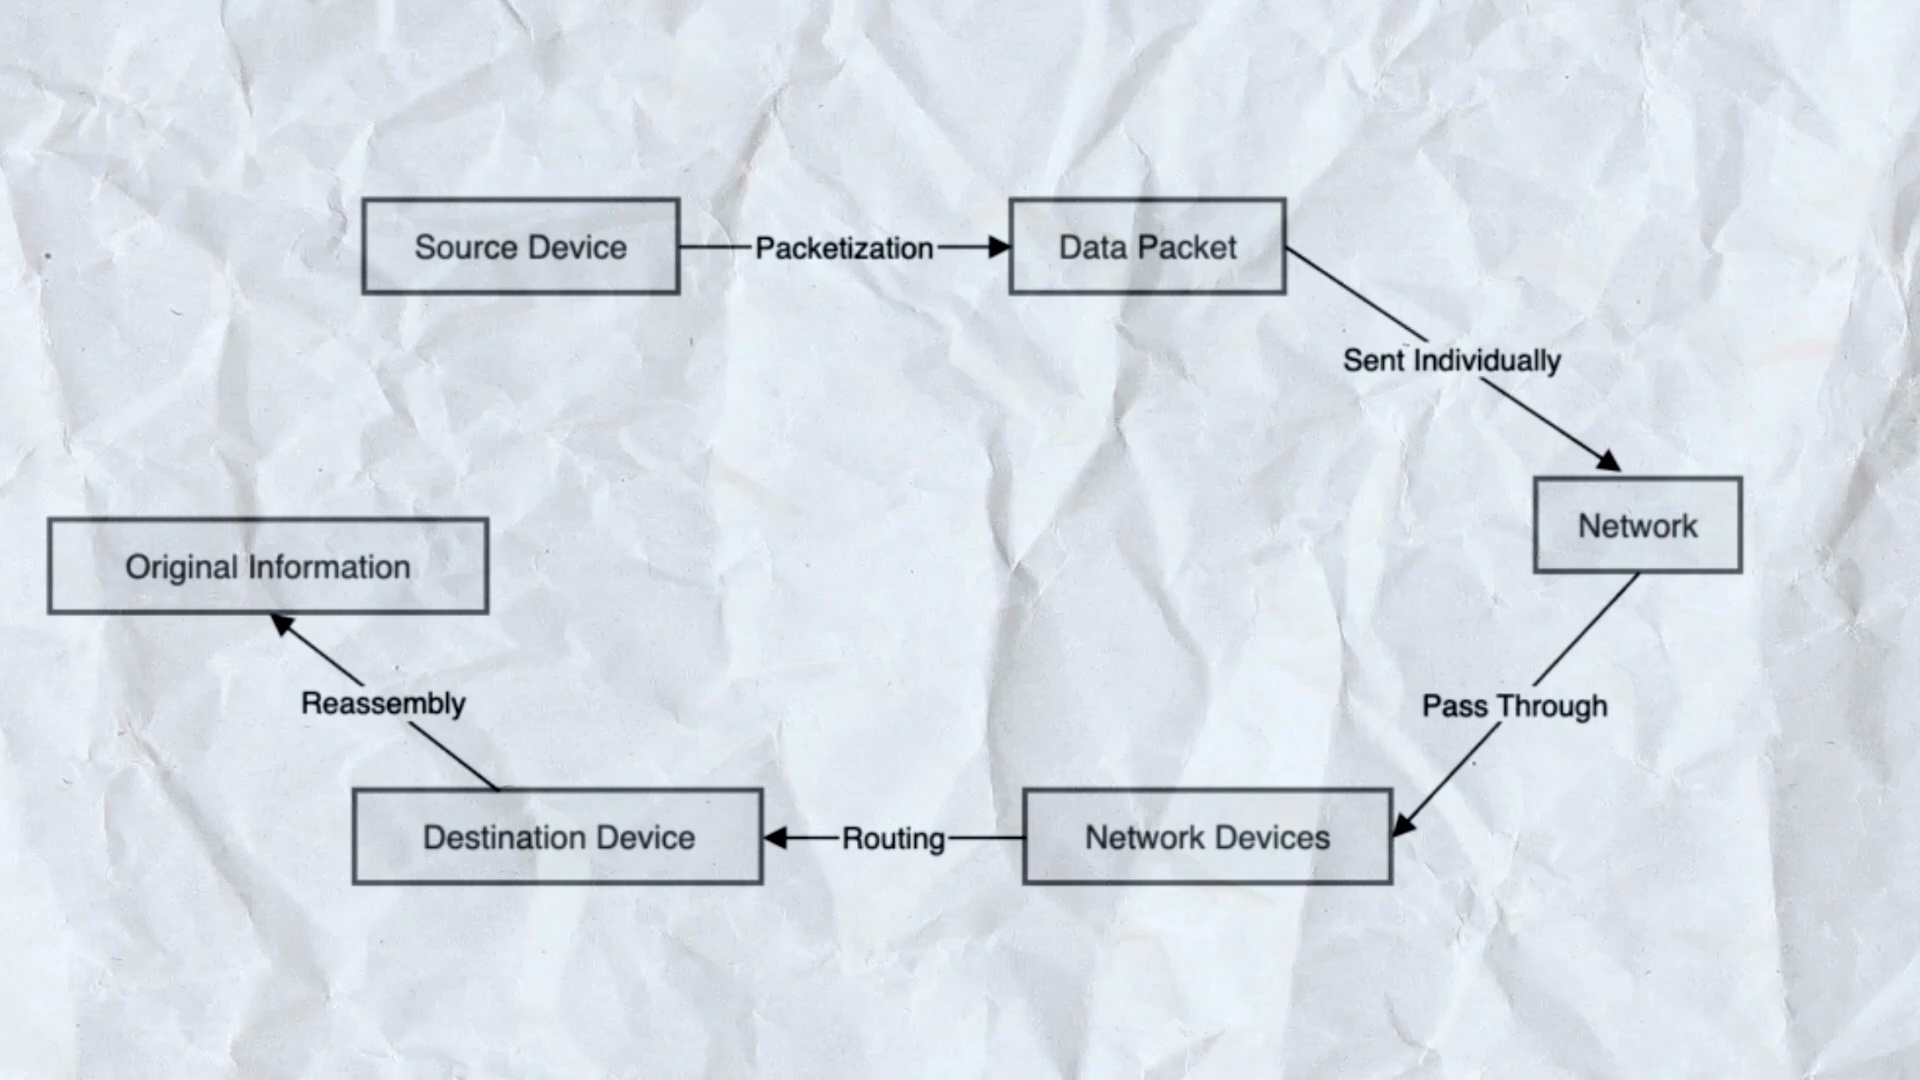 Source Device
Packetization
Data Packet
Sent Individually
Network
Pass Through
Network Devices
Routing
Destination Device
Reassembly
Original Information